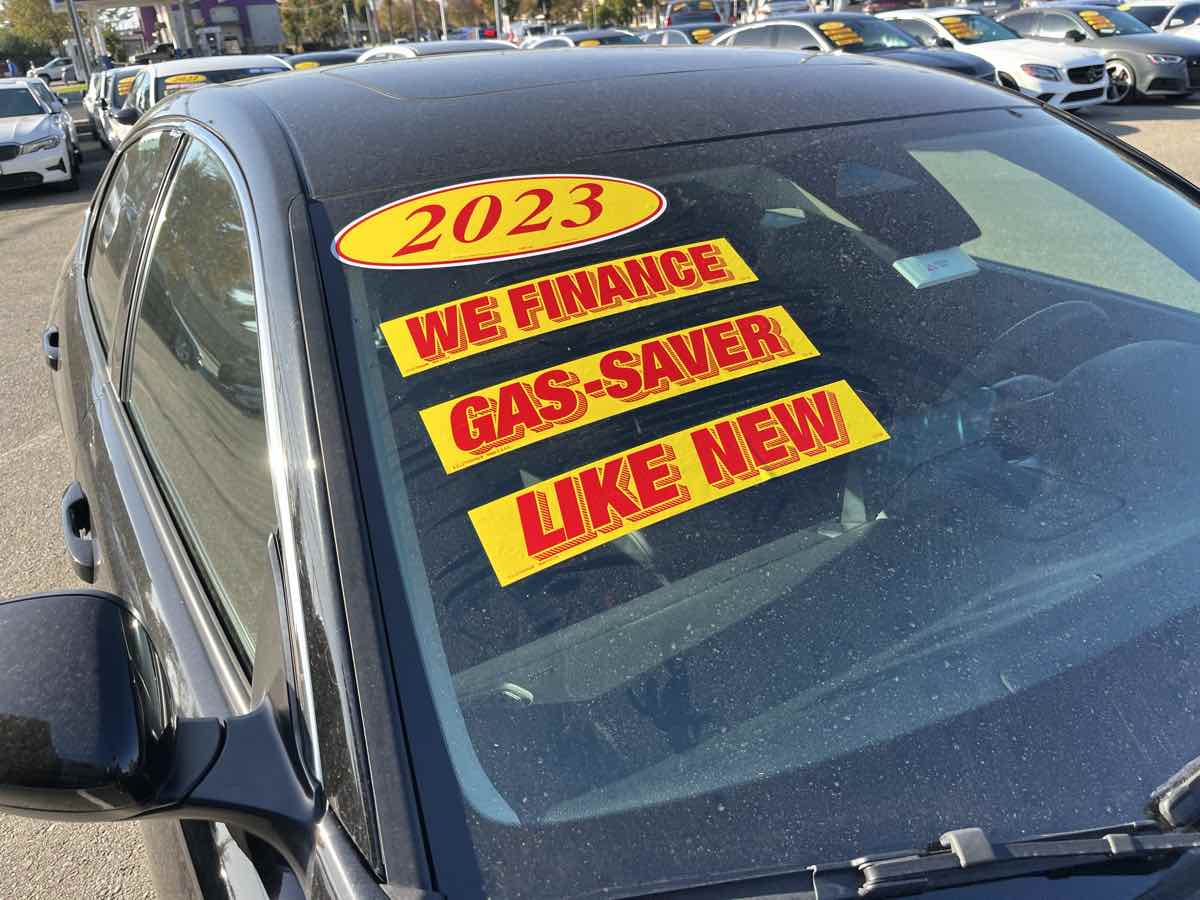 2023
WE FINANCE
GAS-SAVER
LIKE NEW